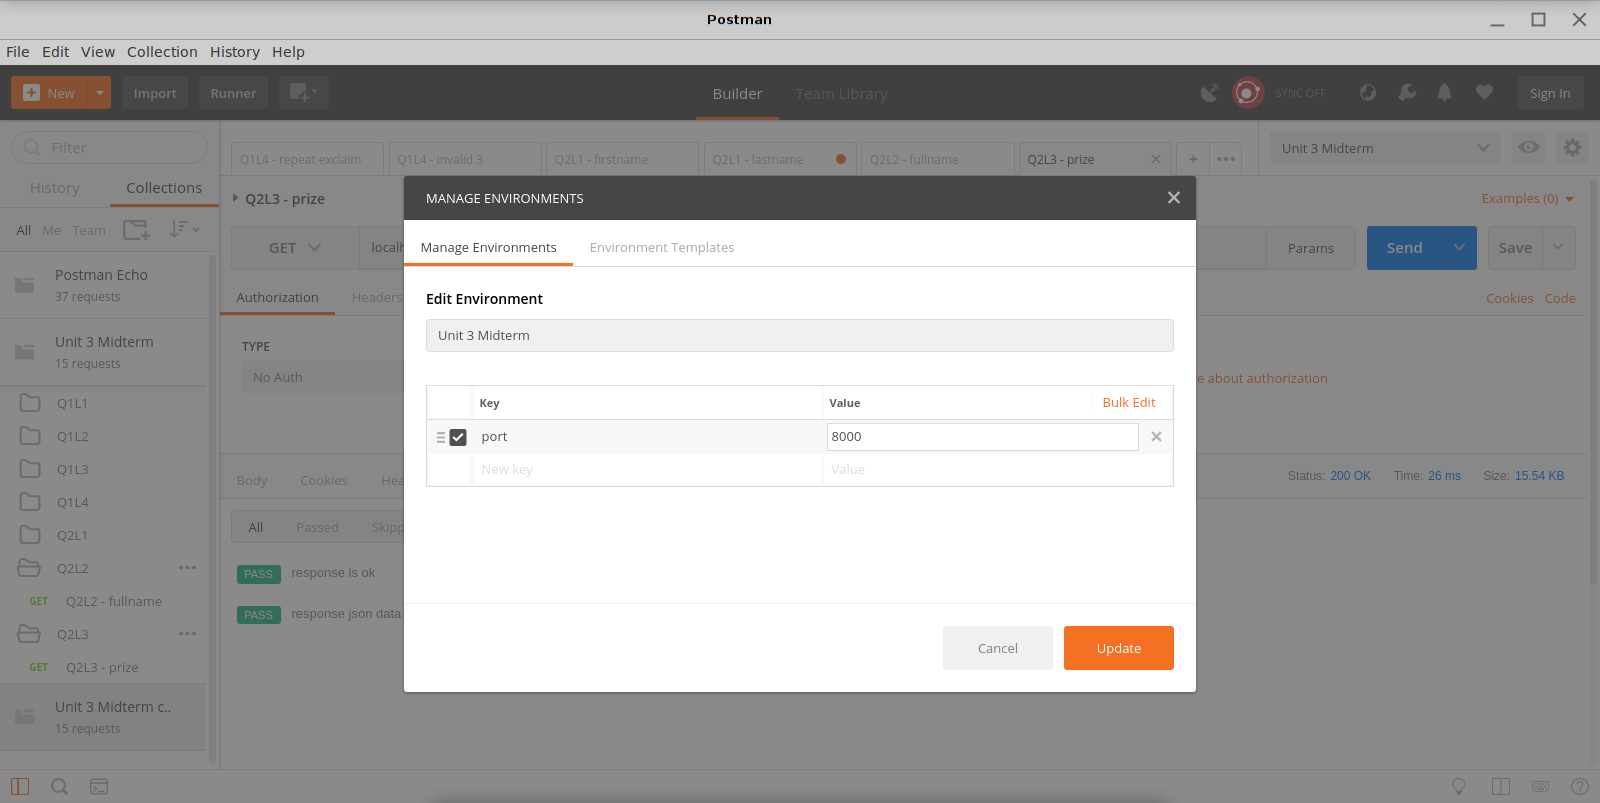 Postman
File Edit View Collection History Help
New Import Runner Builder Team Library SYNC OFF Sign In
Filter
Q1L4 - repeat exclaim Q1L4 - invalid 3 Q2L1 - firstname Q2L1 - lastname Q2L2 - fullname Q2L3 - prize + Unit 3 Midterm
History Collections
All Me Team
Q2L3 - prize Examples (0)
GET Params Send Save
Authorization Headers Cookies Code
TYPE
No Auth about authorization
Postman Echo
37 requests
Unit 3 Midterm
15 requests
Q1L1
Q1L2
Q1L3
Q1L4
Q2L1
Q2L2
GET Q2L2 - fullname
Q2L3
GET Q2L3 - prize
Unit 3 Midterm c..
15 requests
Body Cookies Status: 200 OK Time: 26 ms Size: 15.54 KB
All Passed
PASS response is ok
PASS response json data
MANAGE ENVIRONMENTS
Manage Environments Environment Templates
Edit Environment
Unit 3 Midterm
Key Value Bulk Edit
port 8000
New key Value
Cancel Update